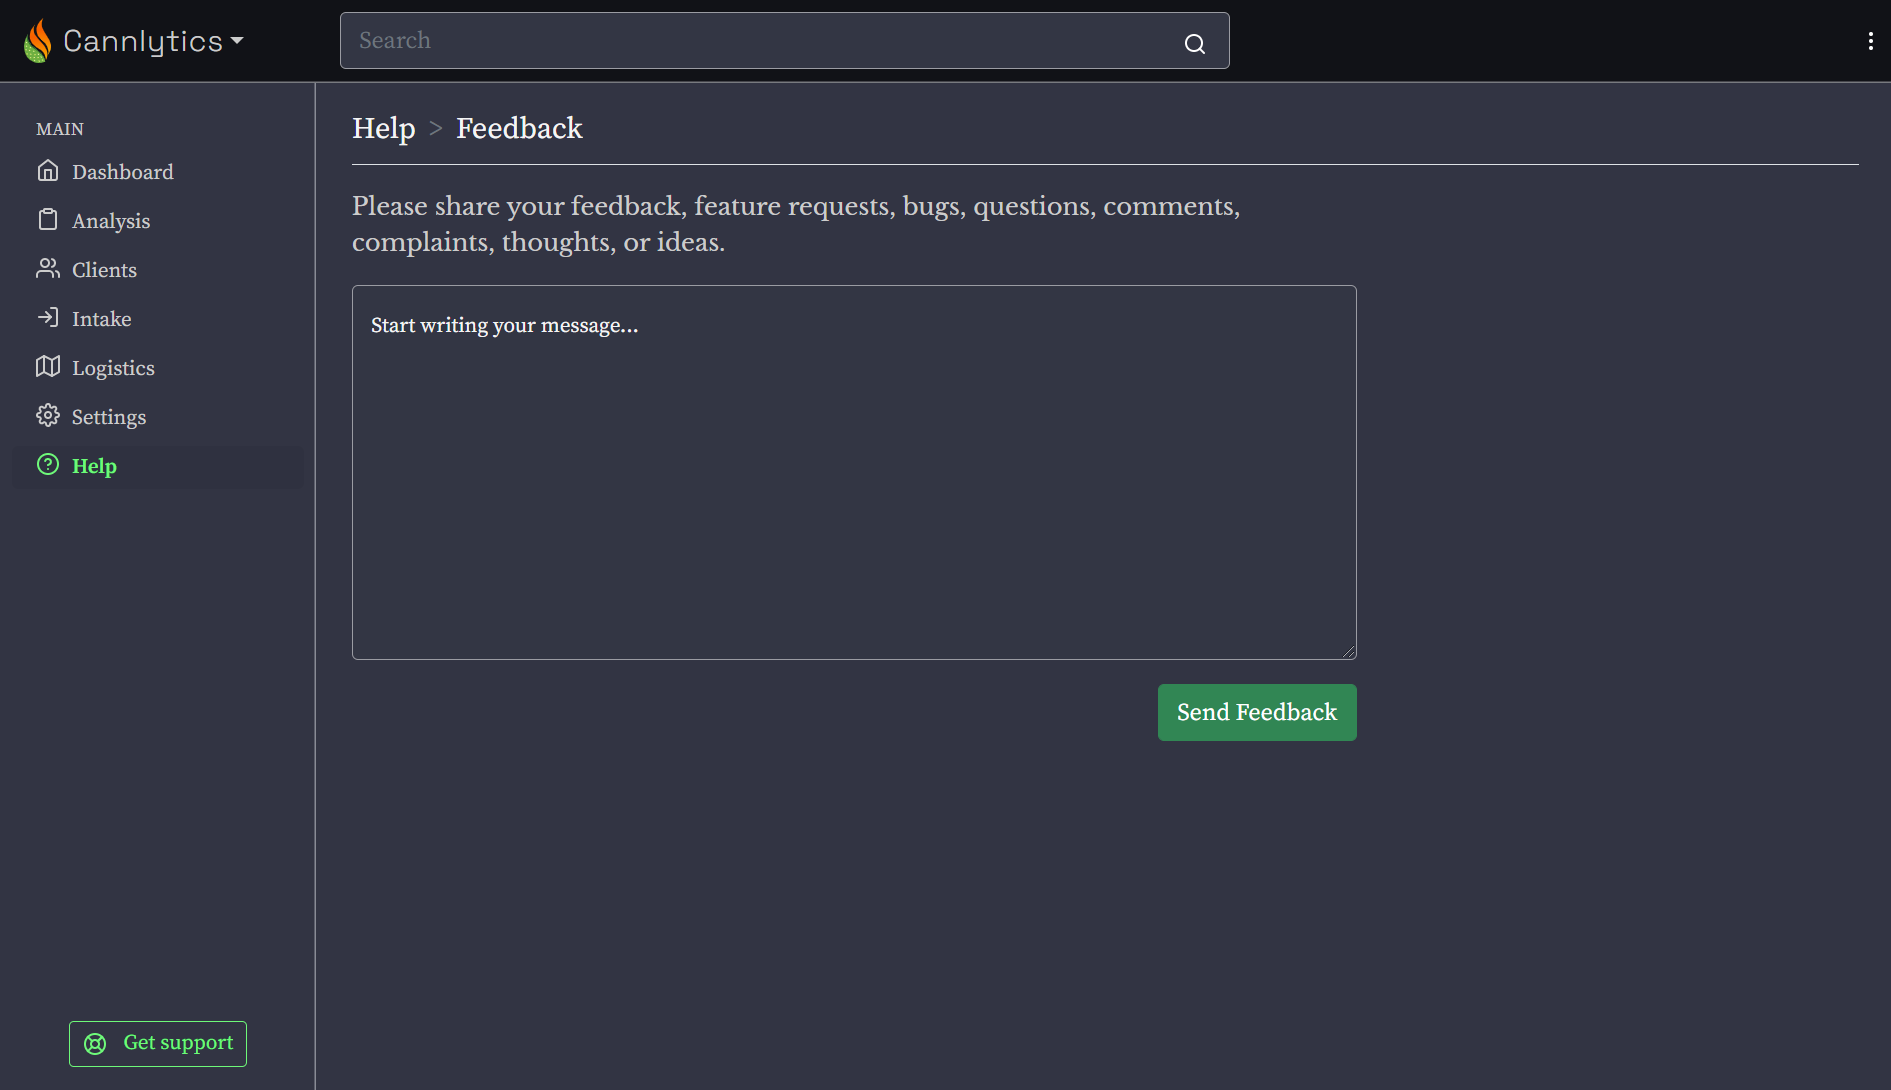 Cannlytics
Search
MAIN
Dashboard
Analysis
Clients
Intake
Logistics
Settings
Help
Get support
Help > Feedback
Please share your feedback, feature requests, bugs, questions, comments,
complaints, thoughts, or ideas.
Start writing your message...
Send Feedback